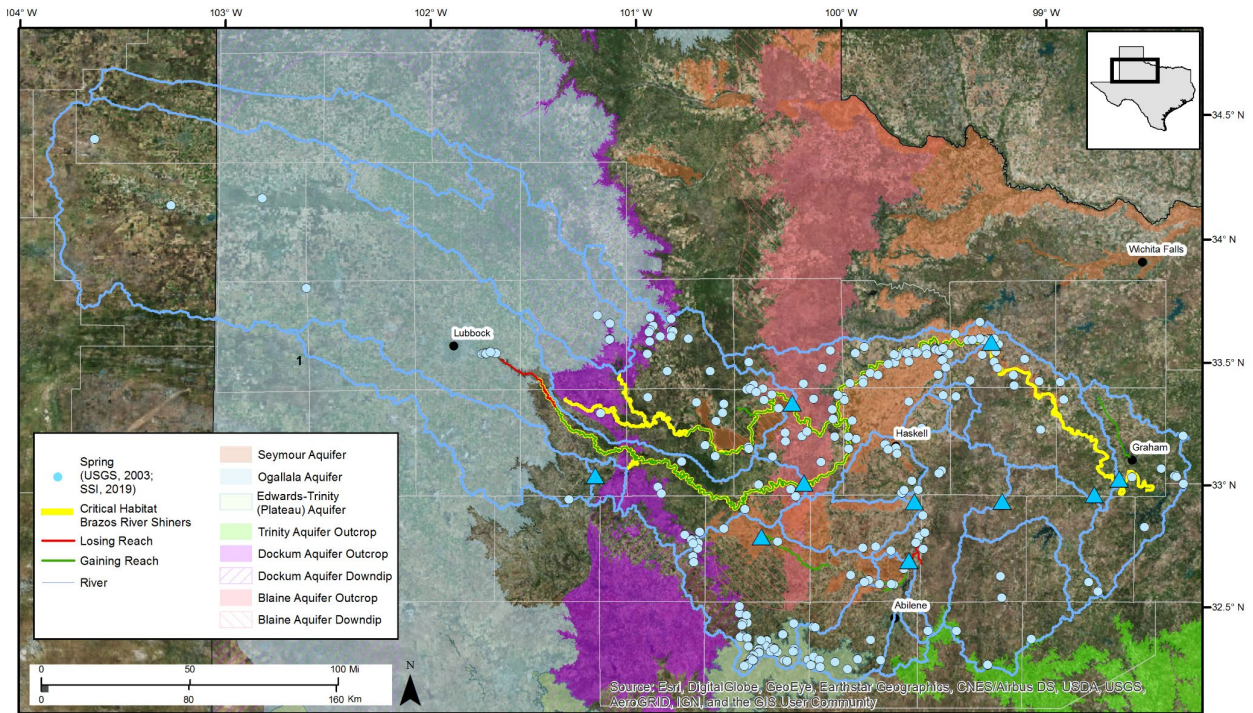 104° W
103° W
102° W
101° W
100° W
99° W
34.5° N
34° N
33.5° N
33° N
32.5° N
Wichita Falls
Lubbock
1
Haskell
Graham
Abilene
Spring
(USGS, 2003;
SSI, 2019)
Critical Habitat
Brazos River Shiners
Losing Reach
Gaining Reach
River
Seymour Aquifer
Ogallala Aquifer
Edwards-Trinity
(Plateau) Aquifer
Trinity Aquifer Outcrop
Dockum Aquifer Outcrop
Dockum Aquifer Downdip
Blaine Aquifer Outcrop
Blaine Aquifer Downdip
0 50 100 Mi
0 80 160 Km
N
Source: Esri, DigitalGlobe, GeoEye, Earthstar Geographics, CNES/Airbus DS, USDA, USGS,
AeroGRID, IGN, and the GIS User Community